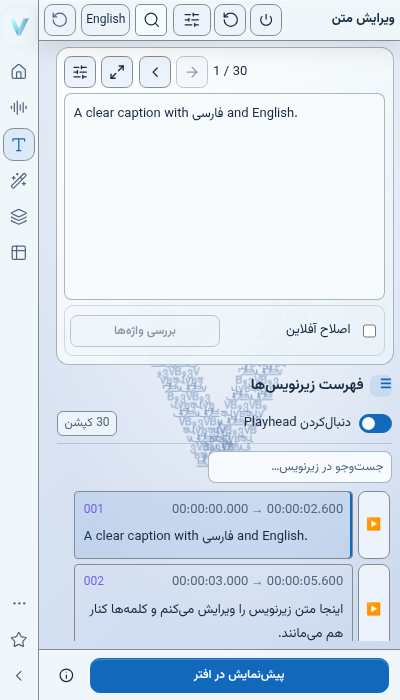 ویرایش متن
English
1 / 30
A clear caption with فارسی and English.
اصلاح آفلاین
بررسی واژه‌ها
فهرست زیرنویس‌ها
دنبال‌کردن Playhead
30 کپشن
جست‌وجو در زیرنویس...
001
00:00:00.000 → 00:00:02.600
A clear caption with فارسی and English.
002
00:00:03.000 → 00:00:05.600
اینجا متن زیرنویس را ویرایش می‌کنم و کلمه‌ها کنار
هم می‌مانند.
پیش‌نمایش در افتر